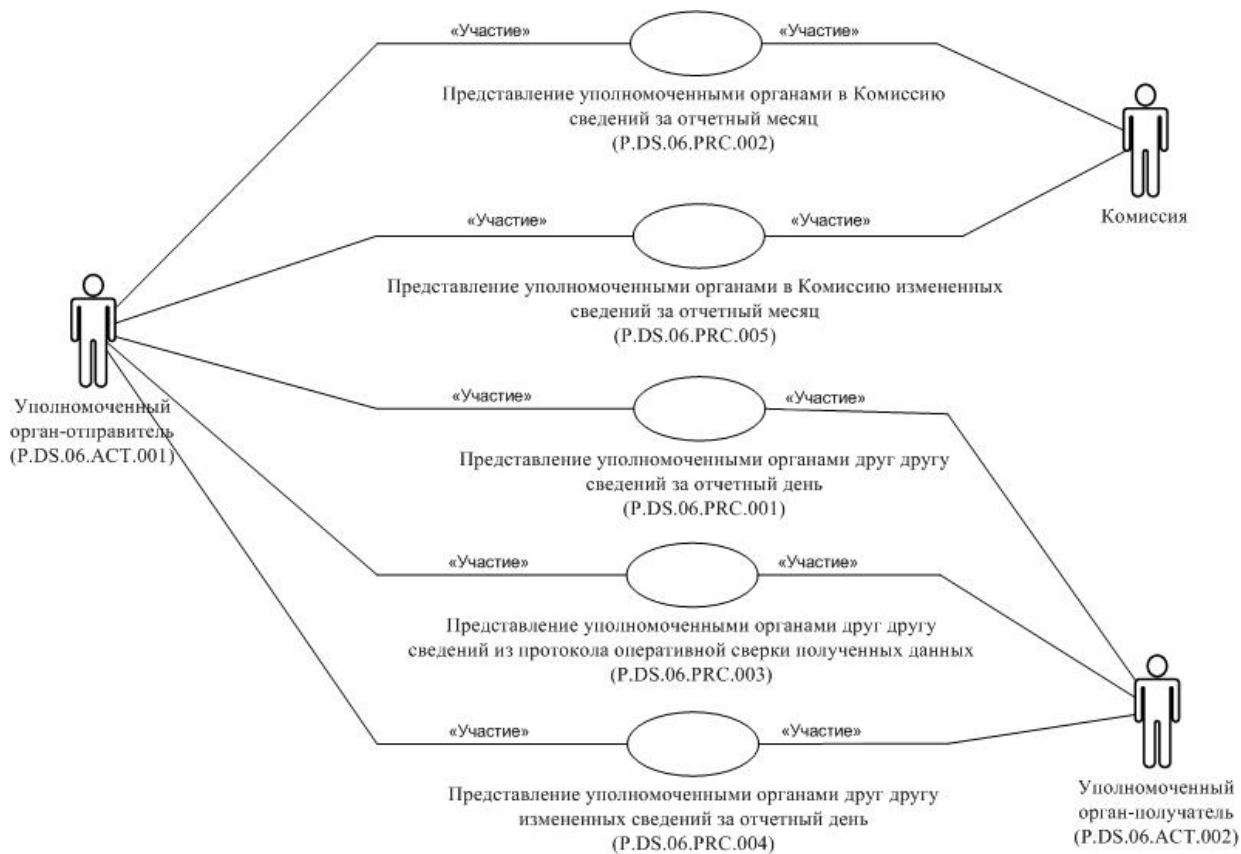 «Участие»
«Участие»
Представление уполномоченными органами в Комиссию
сведений за отчетный месяц
(P.DS.06.PRC.002)
Комиссия
«Участие»
«Участие»
Представление уполномоченными органами в Комиссию измененных
сведений за отчетный месяц
(P.DS.06.PRC.005)
Уполномоченный
орган-отправитель
(P.DS.06.ACT.001)
«Участие»
«Участие»
Представление уполномоченными органами друг другу
сведений за отчетный день
(P.DS.06.PRC.001)
«Участие»
«Участие»
Представление уполномоченными органами друг другу
сведений из протокола оперативной сверки полученных данных
(P.DS.06.PRC.003)
«Участие»
«Участие»
Представление уполномоченными органами друг другу
измененных сведений за отчетный день
(P.DS.06.PRC.004)
Уполномоченный
орган-получатель
(P.DS.06.ACT.002)